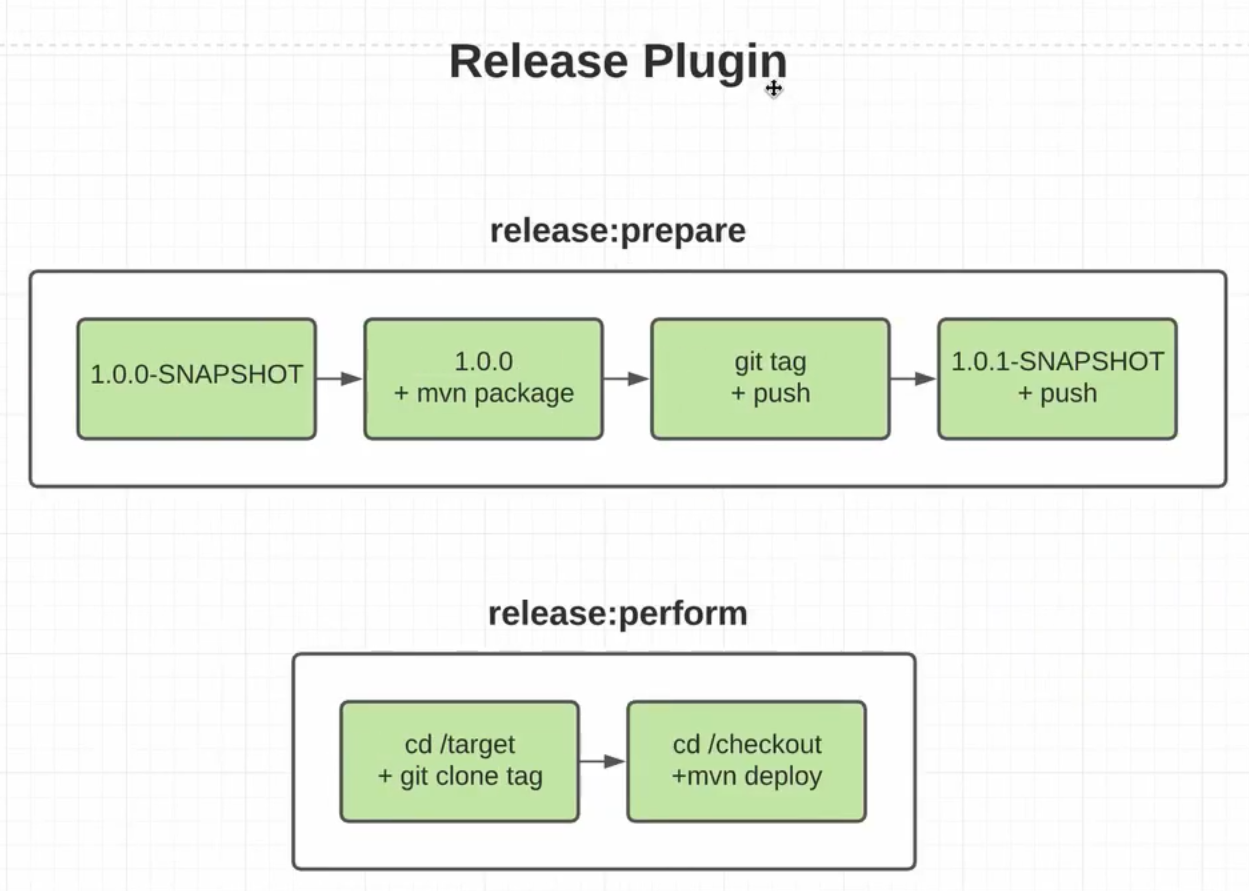 Release Plugin
release:prepare
1.0.0-SNAPSHOT
1.0.0
+ mvn package
git tag
+ push
1.0.1-SNAPSHOT
+ push
release:perform
cd /target
+ git clone tag
cd /checkout
+mvn deploy